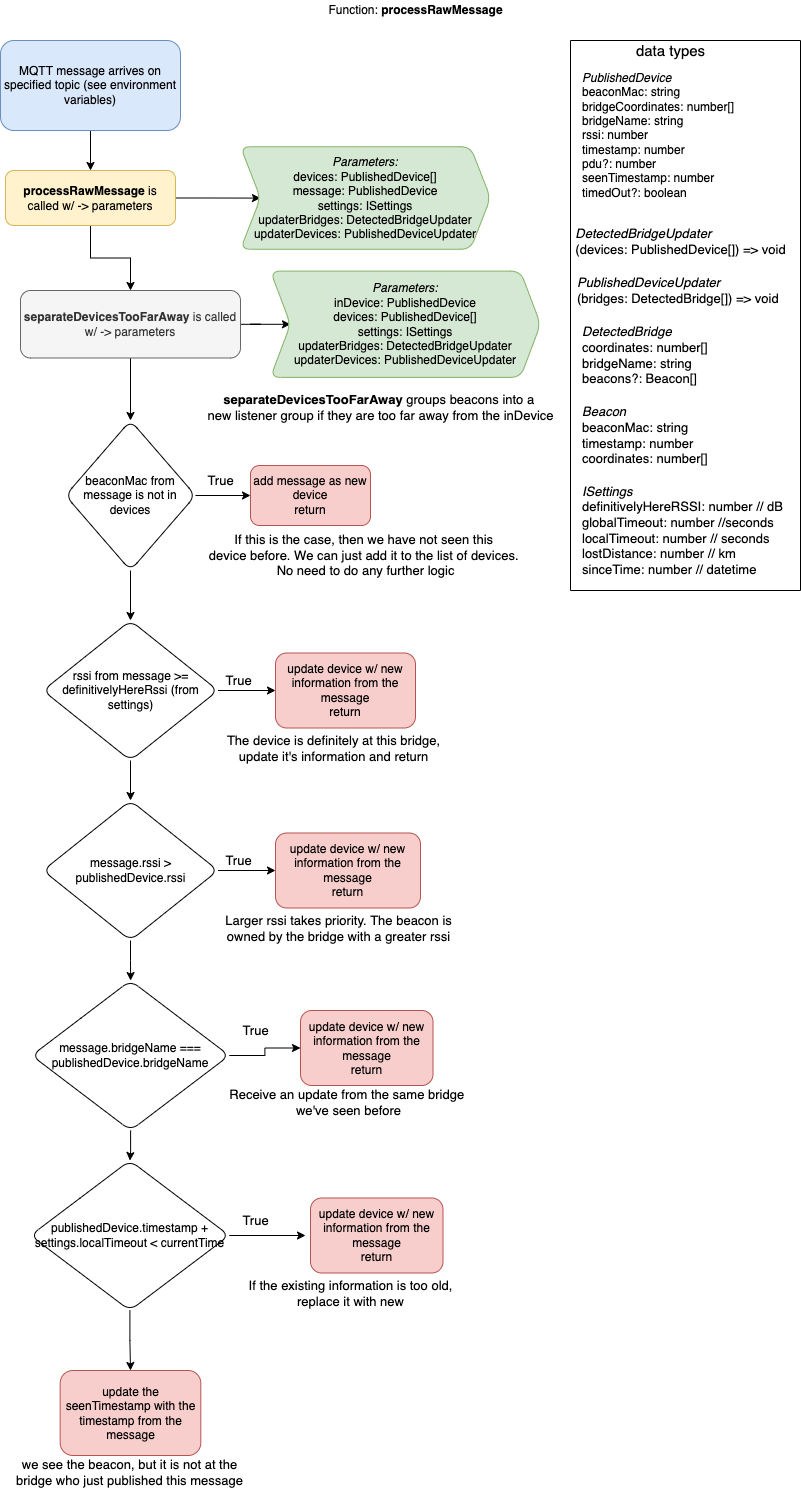 Function: processRawMessage
MQTT message arrives on
specified topic (see environment
variables)
processRawMessage is
called w/ -> parameters
Parameters:
devices: PublishedDevice[]
message: PublishedDevice
settings: ISettings
updaterBridges: DetectedBridgeUpdater
updaterDevices: PublishedDeviceUpdater
separateDevicesTooFarAway is called
w/ -> parameters
Parameters:
inDevice: PublishedDevice
devices: PublishedDevice[]
settings: ISettings
updaterBridges: DetectedBridgeUpdater
updaterDevices: PublishedDeviceUpdater
separateDevicesTooFarAway groups beacons into a
new listener group if they are too far away from the inDevice
beaconMac from
message is not in
devices
True
add message as new
device
return
If this is the case, then we have not seen this
device before. We can just add it to the list of devices.
No need to do any further logic
rssi from message >=
definitivelyHereRssi (from
settings)
True
update device w/ new
information from the
message
return
The device is definitely at this bridge,
update it's information and return
message.rssi >
publishedDevice.rssi
True
update device w/ new
information from the
message
return
Larger rssi takes priority. The beacon is
owned by the bridge with a greater rssi
message.bridgeName ===
publishedDevice.bridgeName
True
update device w/ new
information from the
message
return
Receive an update from the same bridge
we've seen before
publishedDevice.timestamp +
settings.localTimeout < currentTime
True
update device w/ new
information from the
message
return
If the existing information is too old,
replace it with new
update the
seenTimestamp with the
timestamp from the
message
we see the beacon, but it is not at the
bridge who just published this message
data types
PublishedDevice
beaconMac: string
bridgeCoordinates: number[]
bridgeName: string
rssi: number
timestamp: number
pdu?: number
seenTimestamp: number
timedOut?: boolean
DetectedBridgeUpdater
(devices: PublishedDevice[]) => void
PublishedDeviceUpdater
(bridges: DetectedBridge[]) => void
DetectedBridge
coordinates: number[]
bridgeName: string
beacons?: Beacon[]
Beacon
beaconMac: string
timestamp: number
coordinates: number[]
ISettings
definitivelyHereRSSI: number // dB
globalTimeout: number //seconds
localTimeout: number // seconds
lostDistance: number // km
sinceTime: number // datetime